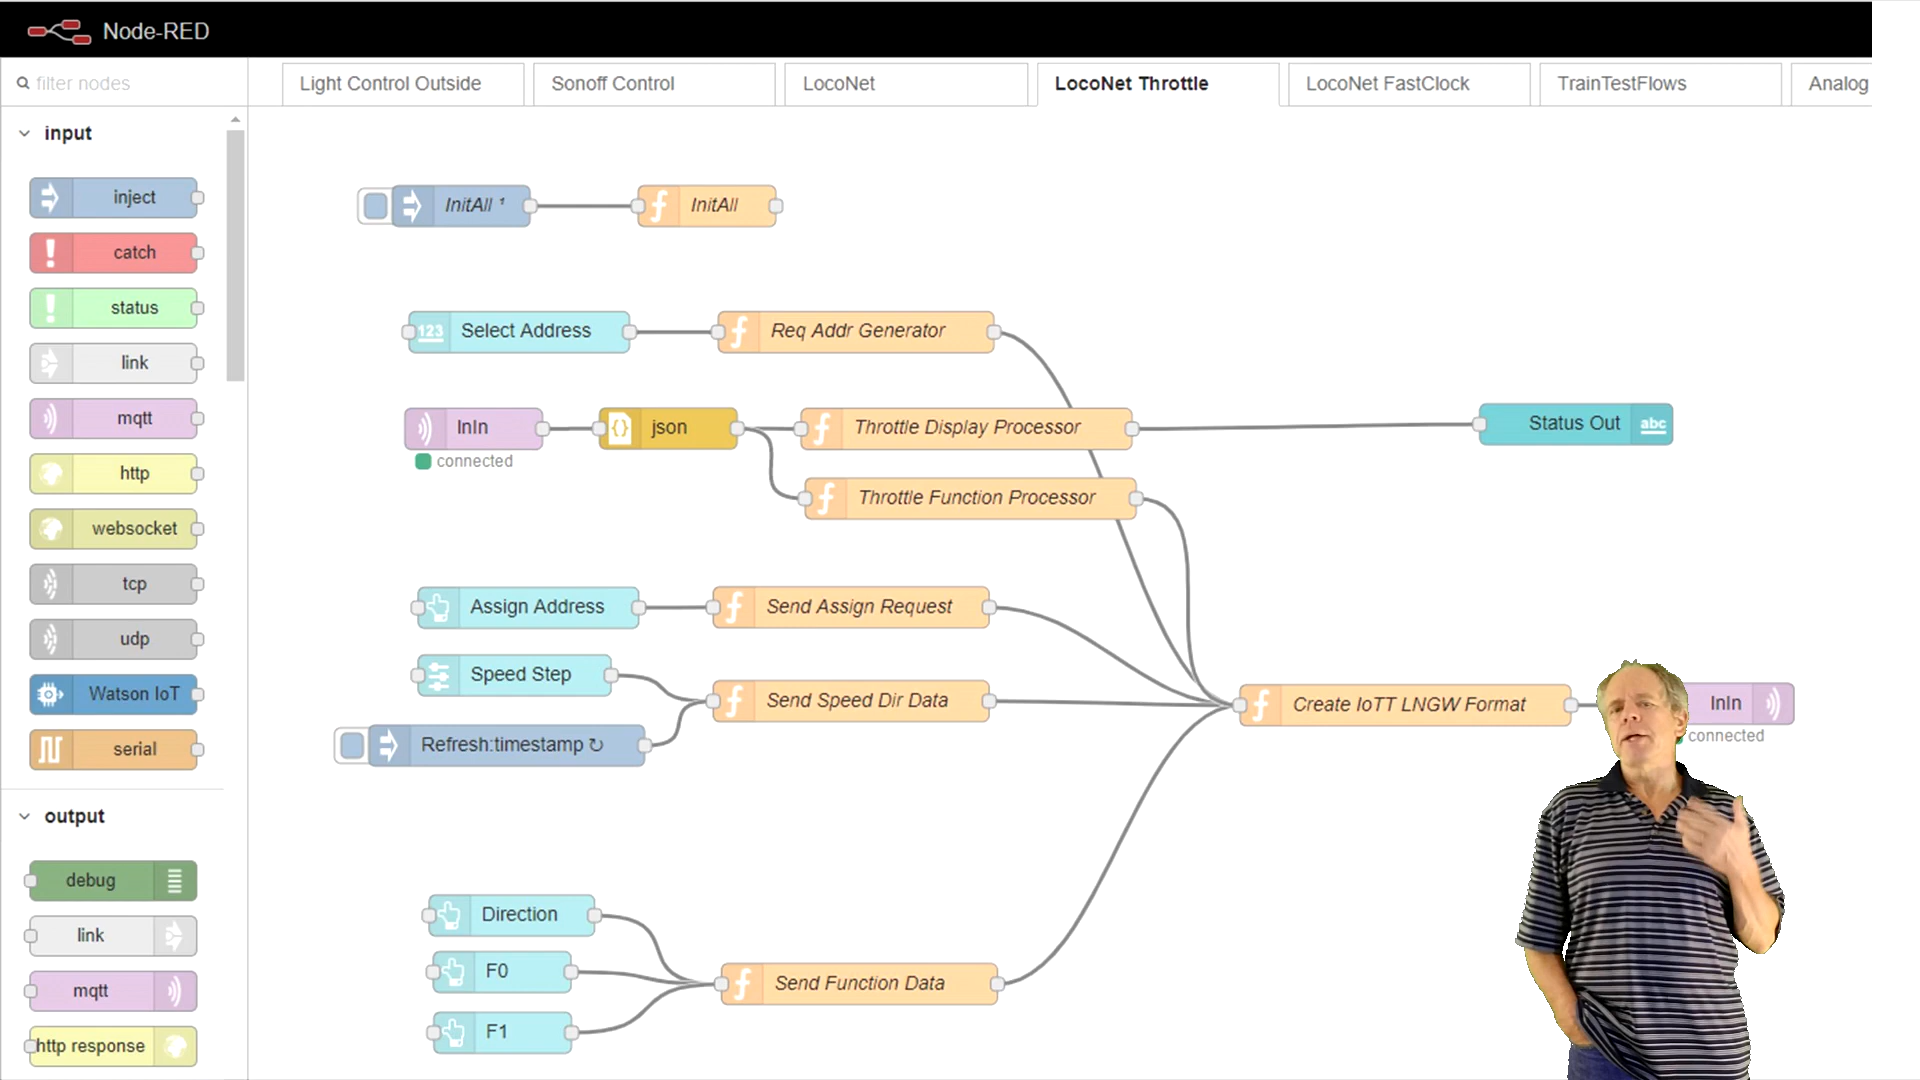 Node-RED
filter nodes
Light Control Outside
Sonoff Control
LocoNet
LocoNet Throttle
LocoNet FastClock
TrainTestFlows
Analog
input
inject
catch
status
link
mqtt
http
websocket
tcp
udp
Watson IoT
serial
output
debug
link
mqtt
http response
InitAll ¹
InitAll
123
Select Address
Req Addr Generator
InIn
connected
{} json
Throttle Display Processor
Status Out
abc
Throttle Function Processor
Assign Address
Send Assign Request
Speed Step
Send Speed Dir Data
Refresh:timestamp ↻
Create IoTT LNGW Format
InIn
connected
Direction
F0
F1
Send Function Data